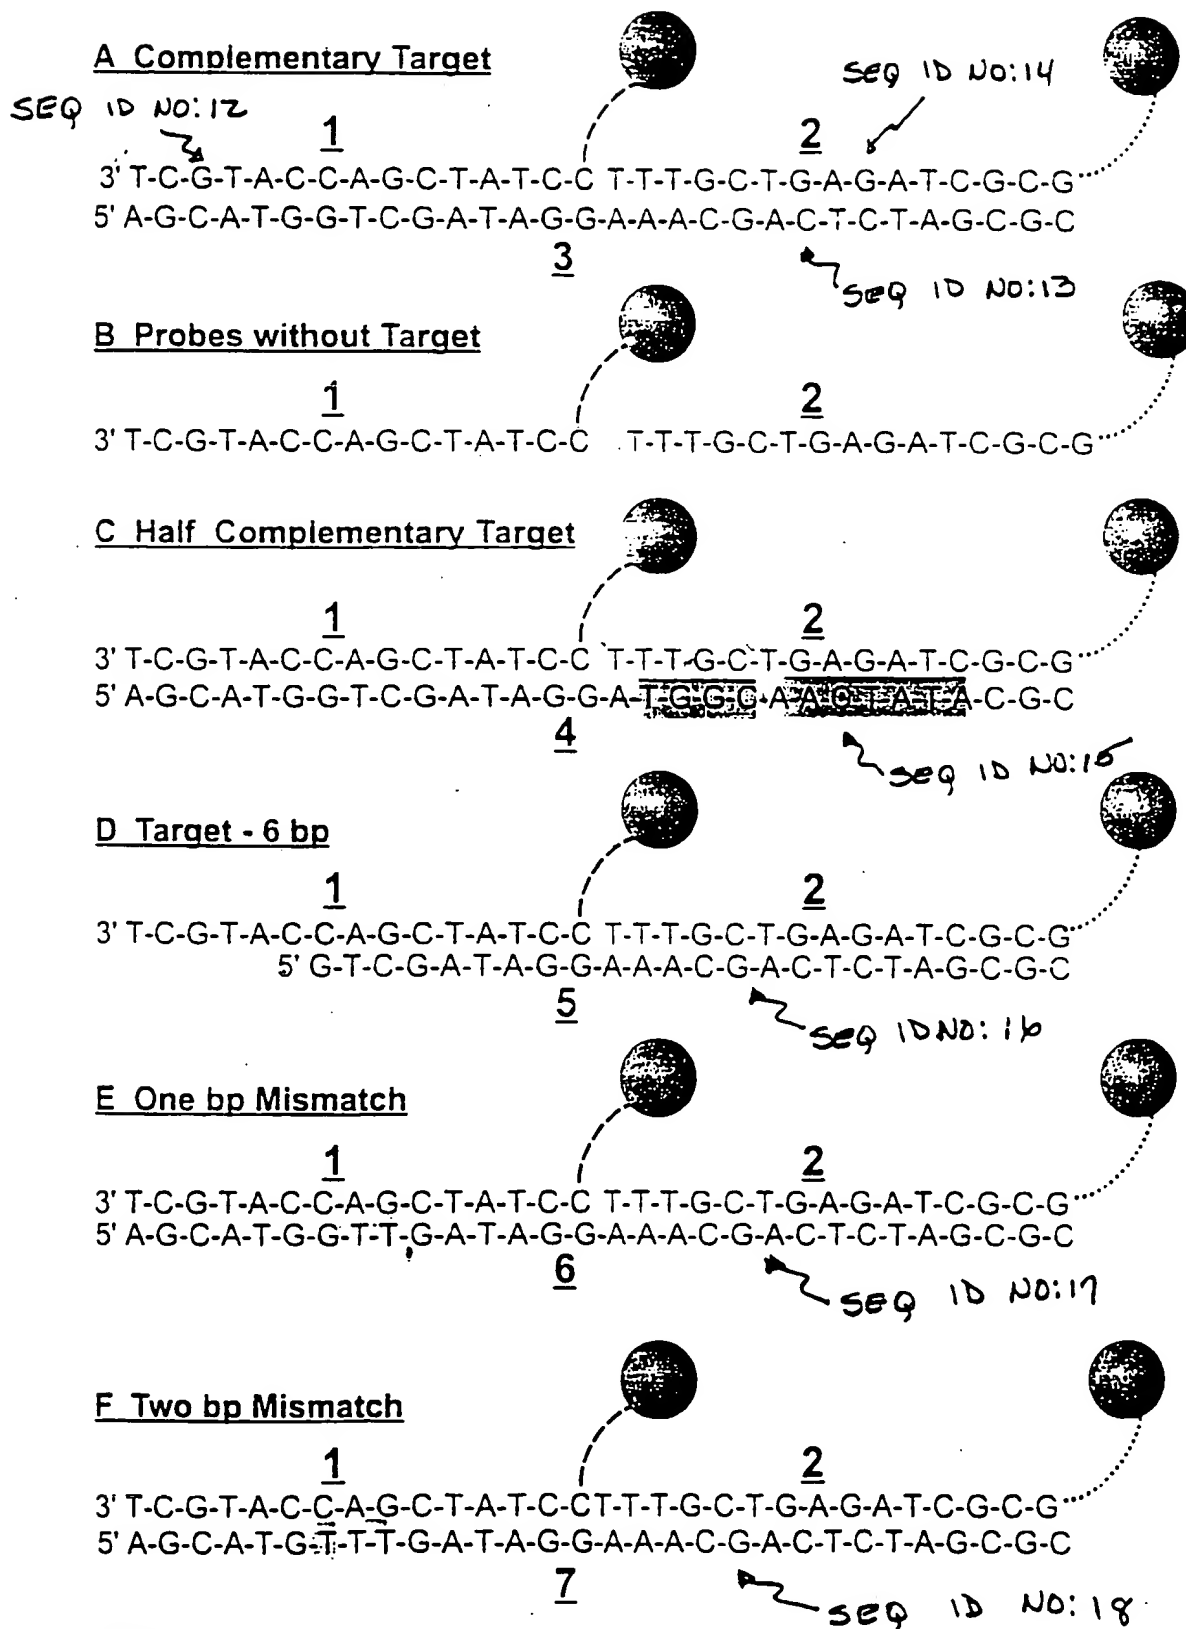 A Complementary Target
SEQ ID NO:12
SEQ ID NO:14
1 2
3' T-C-G-T-A-C-C-A-G-C-T-A-T-C-C T-T-T-G-C-T-G-A-G-A-T-C-G-C-G
5' A-G-C-A-T-G-G-T-C-G-A-T-A-G-G-A-A-A-C-G-A-C-T-C-T-A-G-C-G-C
3
SEQ ID NO:13
B Probes without Target
1 2
3' T-C-G-T-A-C-C-A-G-C-T-A-T-C-C T-T-T-G-C-T-G-A-G-A-T-C-G-C-G
C Half Complementary Target
1 2
3' T-C-G-T-A-C-C-A-G-C-T-A-T-C-C T-T-T-G-C-T-G-A-G-A-T-C-G-C-G
5' A-G-C-A-T-G-G-T-C-G-A-T-A-G-G-A-T-G-G-C-A-A-C-T-A-T-A-C-G-C
4
SEQ ID NO:15
D Target - 6 bp
1 2
3' T-C-G-T-A-C-C-A-G-C-T-A-T-C-C T-T-T-G-C-T-G-A-G-A-T-C-G-C-G
5' G-T-C-G-A-T-A-G-G-A-A-A-C-G-A-C-T-C-T-A-G-C-G-C
5
SEQ ID NO: 16
E One bp Mismatch
1 2
3' T-C-G-T-A-C-C-A-G-C-T-A-T-C-C T-T-T-G-C-T-G-A-G-A-T-C-G-C-G
5' A-G-C-A-T-G-G-T-T-G-A-T-A-G-G-A-A-A-C-G-A-C-T-C-T-A-G-C-G-C
6
SEQ ID NO:17
F Two bp Mismatch
1 2
3' T-C-G-T-A-C-C-A-G-C-T-A-T-C-C-T-T-T-G-C-T-G-A-G-A-T-C-G-C-G
5' A-G-C-A-T-G-T-T-T-G-A-T-A-G-G-A-A-A-C-G-A-C-T-C-T-A-G-C-G-C
7
SEQ ID NO: 18